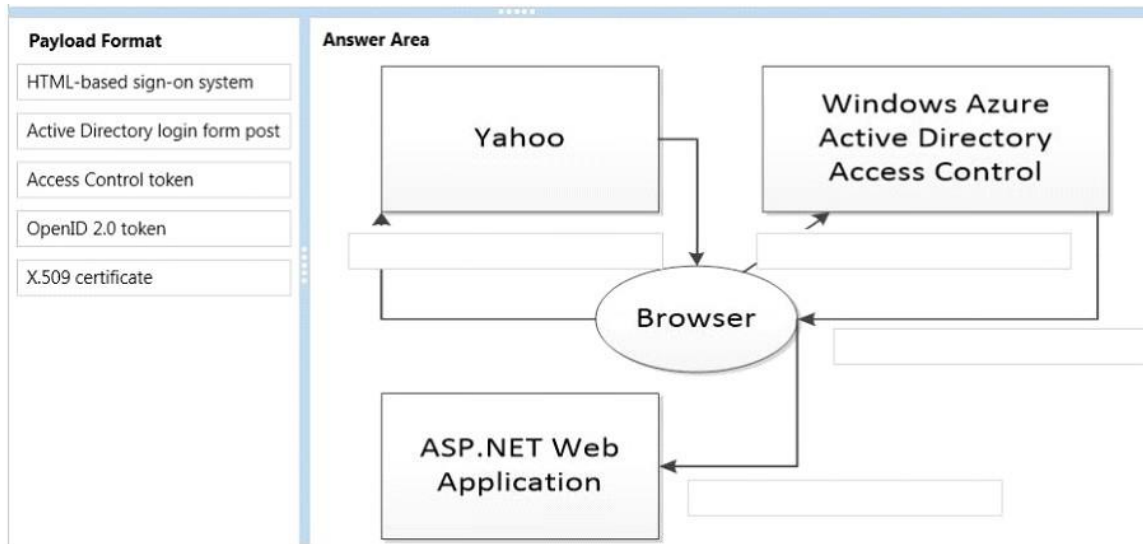 Payload Format
HTML-based sign-on system
Active Directory login form post
Access Control token
OpenID 2.0 token
X.509 certificate
Answer Area
Yahoo
Windows Azure
Active Directory
Access Control
Browser
ASP.NET Web
Application